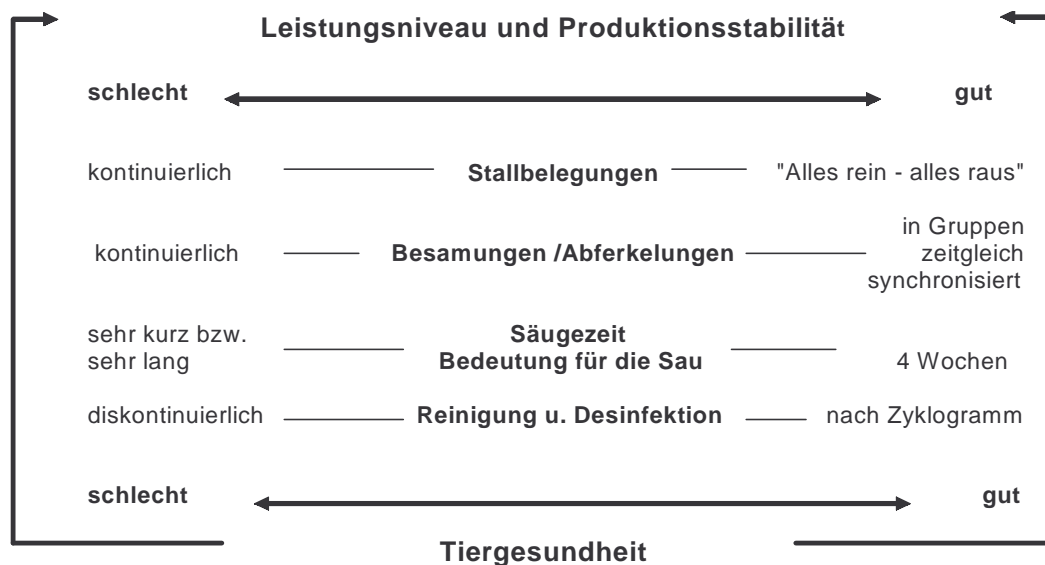 Leistungsniveau und Produktionsstabilität
schlecht gut
kontinuierlich Stallbelegungen "Alles rein - alles raus"
kontinuierlich Besamungen /Abferkelungen in Gruppen
zeitgleich
synchronisiert
sehr kurz bzw.
sehr lang
Säugezeit
Bedeutung für die Sau
4 Wochen
diskontinuierlich Reinigung u. Desinfektion nach Zyklogramm
schlecht gut
Tiergesundheit